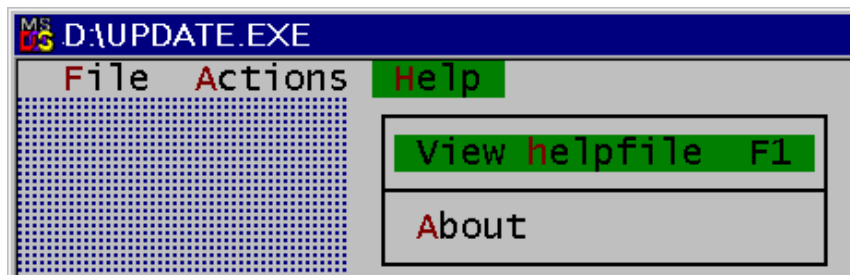 MS DOS D:\UPDATE.EXE
File Actions Help
View helpfile F1
About